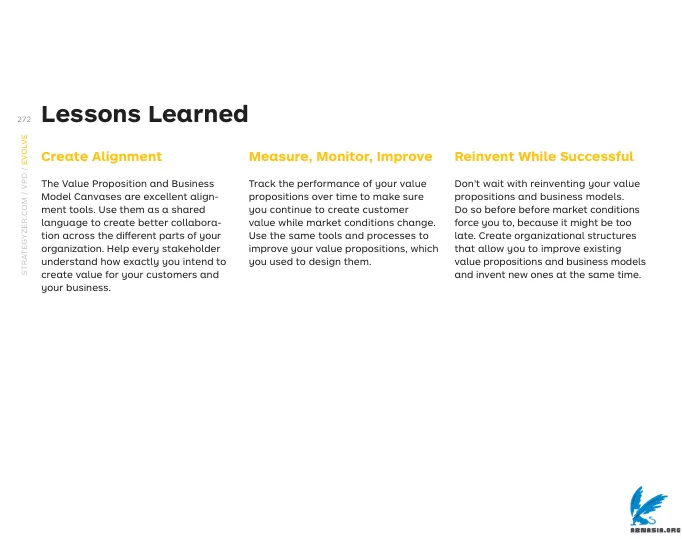 272
Lessons Learned
STRATEGYZER.COM / VPD / EVOLVE
Create Alignment
The Value Proposition and Business
Model Canvases are excellent align-
ment tools. Use them as a shared
language to create better collabora-
tion across the different parts of your
organization. Help every stakeholder
understand how exactly you intend to
create value for your customers and
your business.
Measure, Monitor, Improve
Track the performance of your value
propositions over time to make sure
you continue to create customer
value while market conditions change.
Use the same tools and processes to
improve your value propositions, which
you used to design them.
Reinvent While Successful
Don't wait with reinventing your value
propositions and business models.
Do so before before market conditions
force you to, because it might be too
late. Create organizational structures
that allow you to improve existing
value propositions and business models
and invent new ones at the same time.